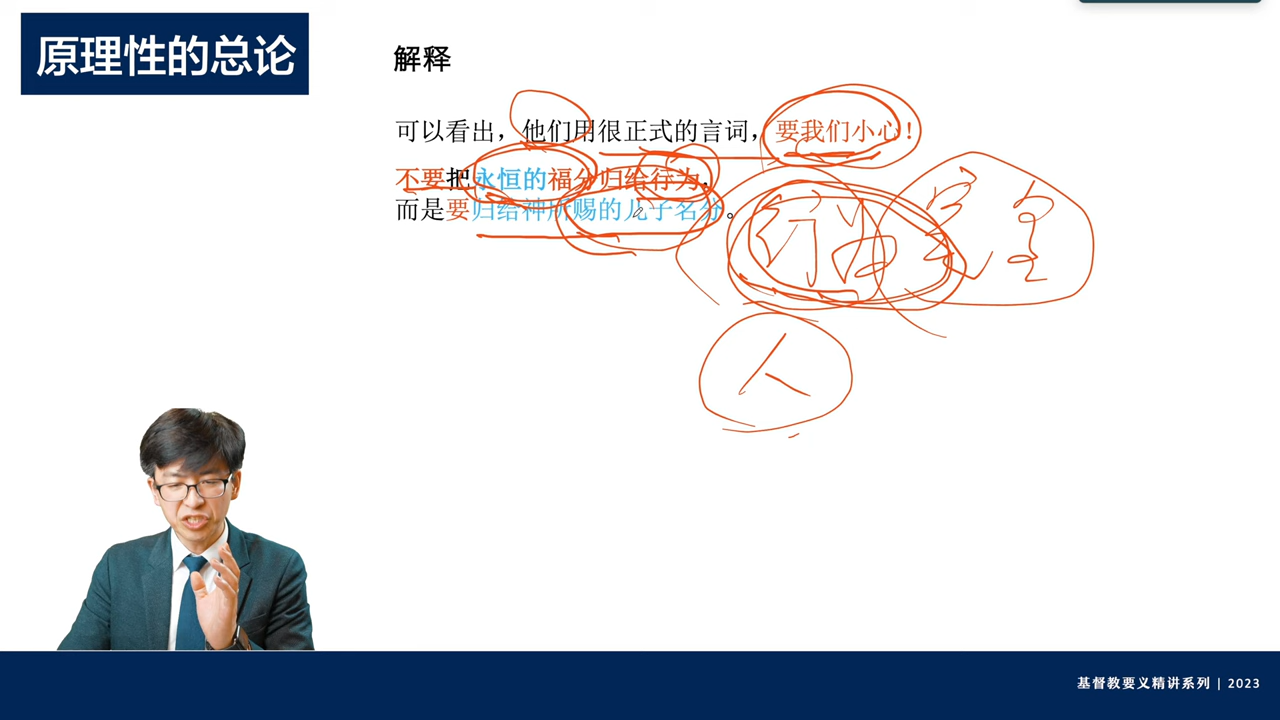 原理性的总论
解释
可以看出，他们用很正式的言词，要我们小心！
不要把永恒的福分归给行为，
而是要归给神所赐的儿子名分。
行为 完全
人
基督教要义精讲系列 | 2023